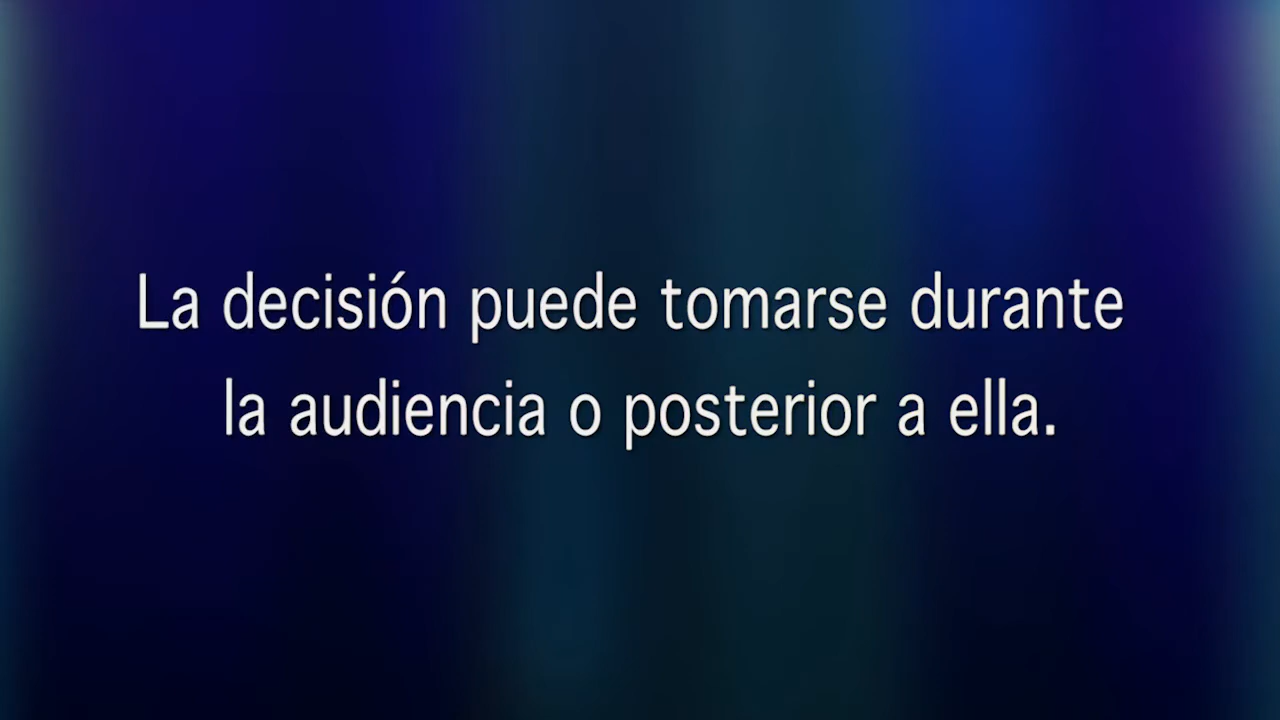 La decisión puede tomarse durante
la audiencia o posterior a ella.